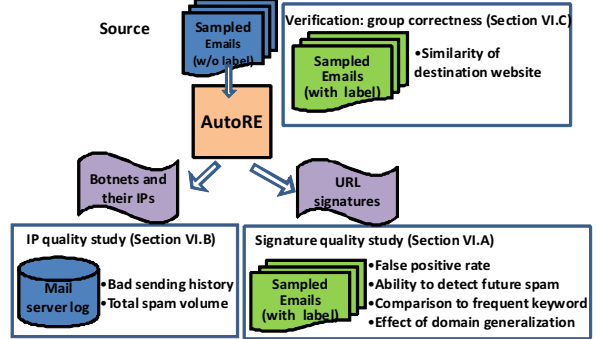 Source
Sampled
Emails
(w/o label)
Verification: group correctness (Section VI.C)
Sampled
Emails
(with label)
•Similarity of
destination website
AutoRE
Botnets and
their IPs
URL
signatures
IP quality study (Section VI.B)
Mail
server log
•Bad sending history
•Total spam volume
Signature quality study (Section VI.A)
Sampled
Emails
(with label)
•False positive rate
•Ability to detect future spam
•Comparison to frequent keyword
•Effect of domain generalization